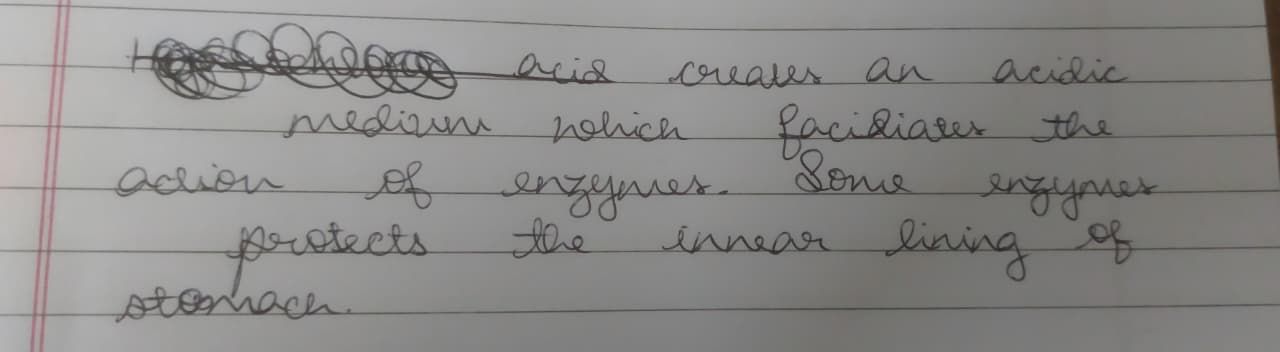 acid creates an acidic
medium which faciliates the
action of enzymes. Some enzymes
protects the innear lining of
stomach.